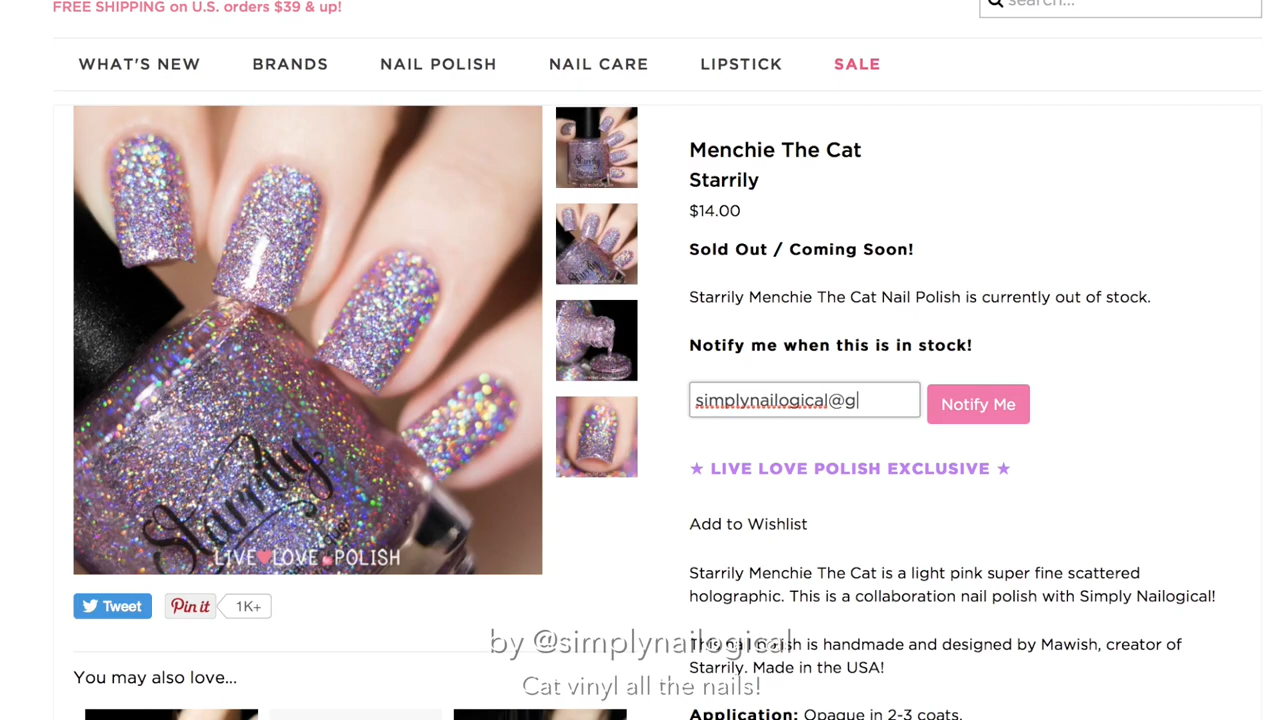 FREE SHIPPING on U.S. orders $39 & up!
search...
WHAT'S NEW BRANDS NAIL POLISH NAIL CARE LIPSTICK SALE
Menchie The Cat
Starrily
$14.00
Sold Out / Coming Soon!
Starrily Menchie The Cat Nail Polish is currently out of stock.
Notify me when this is in stock!
simplynailogical@g
Notify Me
★ LIVE LOVE POLISH EXCLUSIVE ★
Add to Wishlist
Starrily Menchie The Cat is a light pink super fine scattered
holographic. This is a collaboration nail polish with Simply Nailogical!
This nail polish is handmade and designed by Mawish, creator of
Starrily. Made in the USA!
Application: Opaque in 2-3 coats.
Starrily
LIVE LOVE POLISH
Tweet
Pin it
1K+
You may also love...
by @simplynailogical
Cat vinyl all the nails!